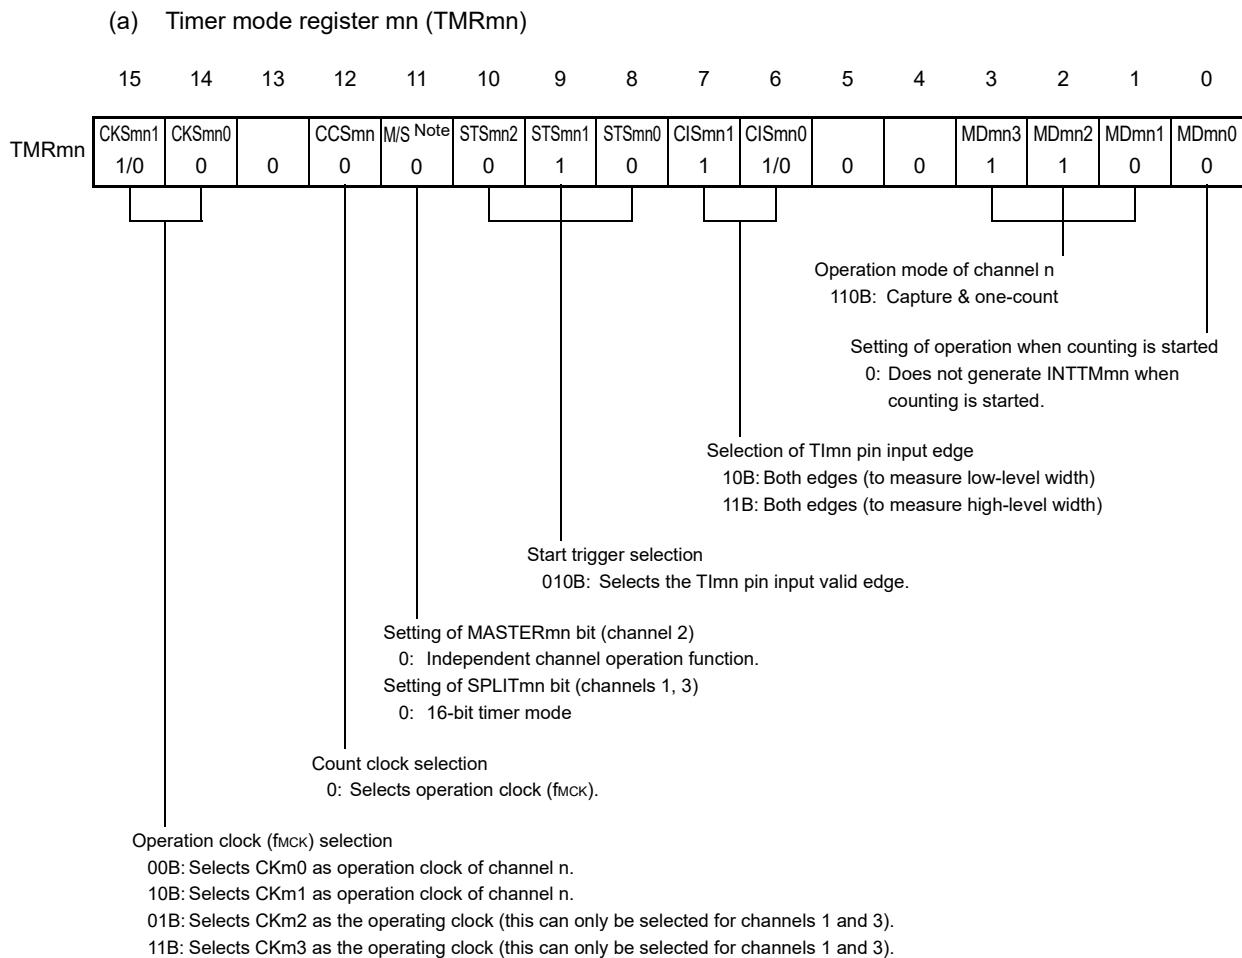 (a) Timer mode register mn (TMRmn)
15 14 13 12 11 10 9 8 7 6 5 4 3 2 1 0
TMRmn
CKSmn1 CKSmn0 CCSmn M/S Note STSmn2 STSmn1 STSmn0 CISmn1 CISmn0 MDmn3 MDmn2 MDmn1 MDmn0
1/0 0 0 0 0 0 1 0 1 1/0 0 0 1 1 0 0
Operation mode of channel n
110B: Capture & one-count
Setting of operation when counting is started
0: Does not generate INTTMmn when
counting is started.
Selection of TImn pin input edge
10B: Both edges (to measure low-level width)
11B: Both edges (to measure high-level width)
Start trigger selection
010B: Selects the TImn pin input valid edge.
Setting of MASTERmn bit (channel 2)
0: Independent channel operation function.
Setting of SPLITmn bit (channels 1, 3)
0: 16-bit timer mode
Count clock selection
0: Selects operation clock (fMCK).
Operation clock (fMCK) selection
00B: Selects CKm0 as operation clock of channel n.
10B: Selects CKm1 as operation clock of channel n.
01B: Selects CKm2 as the operating clock (this can only be selected for channels 1 and 3).
11B: Selects CKm3 as the operating clock (this can only be selected for channels 1 and 3).